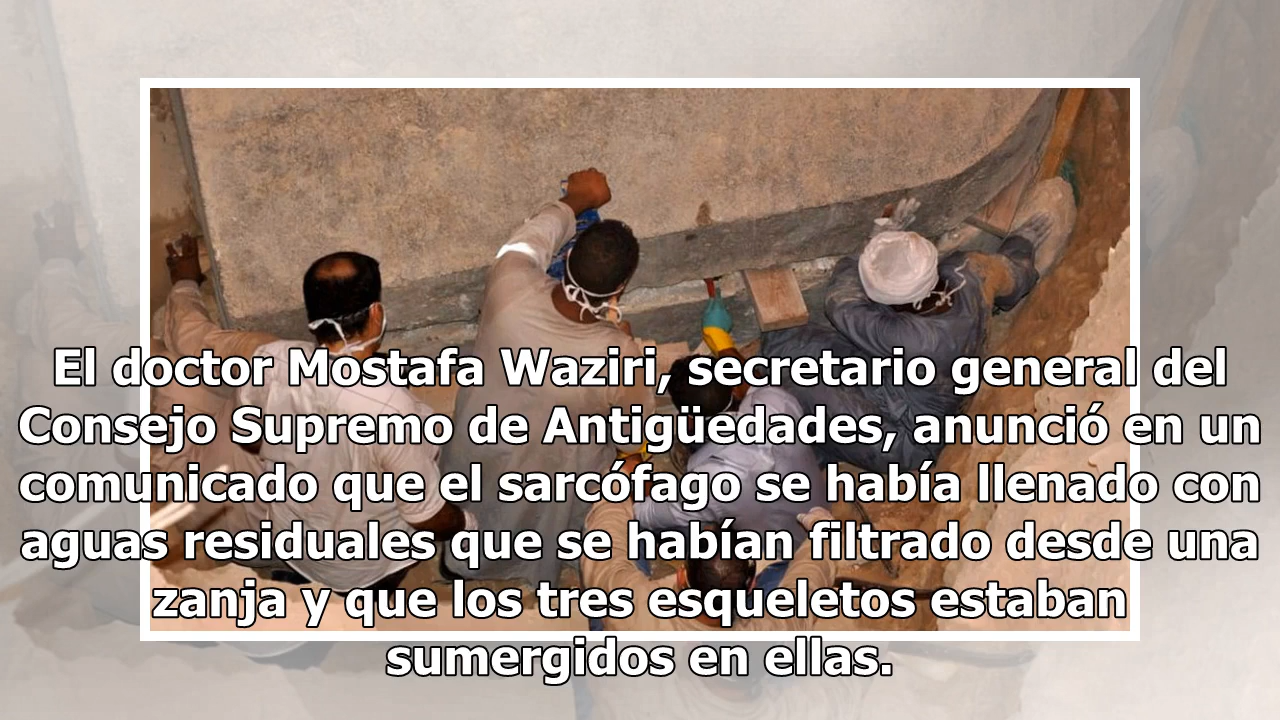 El doctor Mostafa Waziri, secretario general del
Consejo Supremo de Antigüedades, anunció en un
comunicado que el sarcófago se había llenado con
aguas residuales que se habían filtrado desde una
zanja y que los tres esqueletos estaban
sumergidos en ellas.